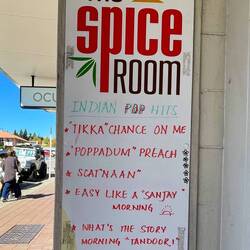 THE
spice
ROOM
OCU
INDIAN POP HITS
* "TIKKA" CHANCE ON ME
* "POPPADUM" PREACH
* SCAT "NAAN"
* EASY LIKE A "SANJAY"
MORNING
* WHAT'S THE STORY
MORNING "TANDOORI"